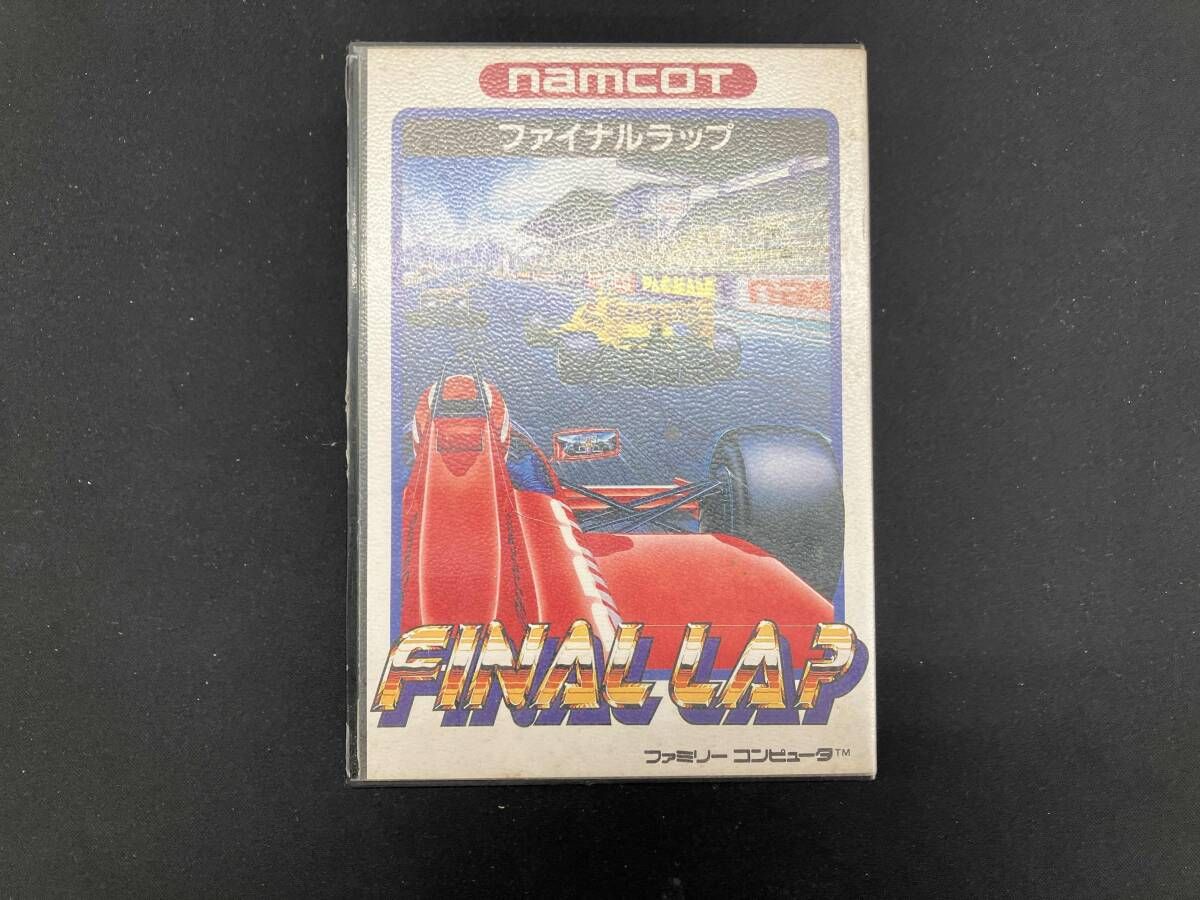 namcot
ファイナルラップ
FINAL LAP
ファミリー コンピュータ™